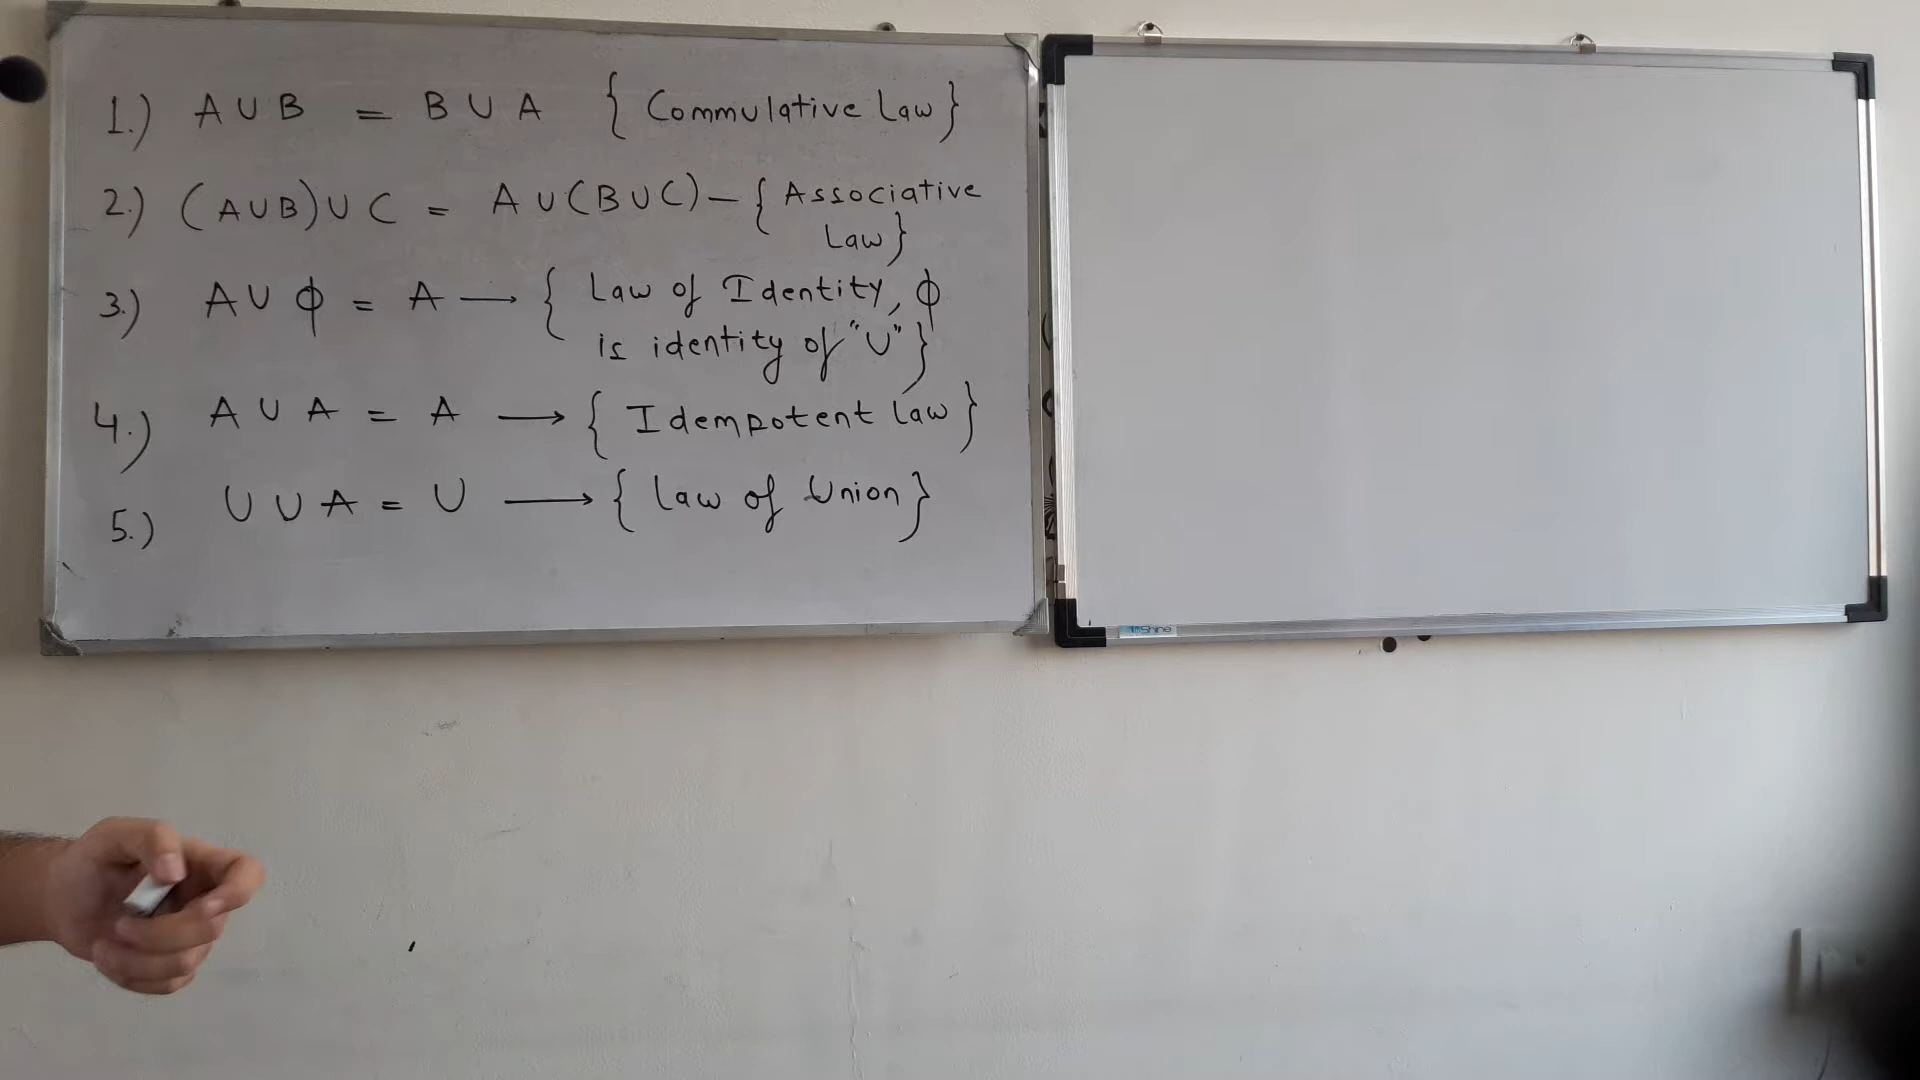 1.) A ∪ B = B ∪ A { Commulative Law }
2.) (A∪B)∪ C = A ∪(B∪C) – { Associative
Law }
3.) A ∪ ϕ = A → { Law of Identity, ϕ
is identity of "∪" }
4.) A ∪ A = A → { Idempotent Law }
5.) U ∪ A = U → { Law of Union }